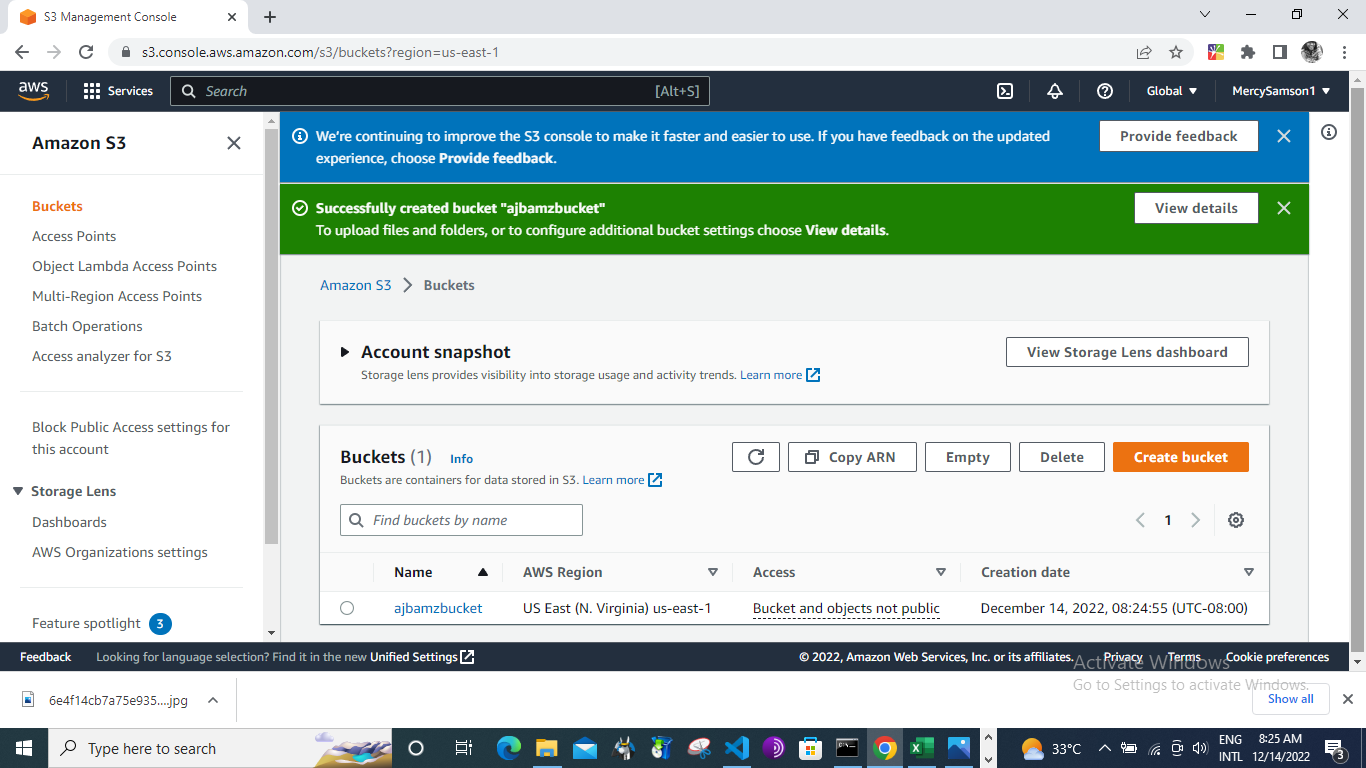 S3 Management Console
s3.console.aws.amazon.com/s3/buckets?region=us-east-1
aws
Services
Search
[Alt+S]
Global
MercySamson1
Amazon S3
Buckets
Access Points
Object Lambda Access Points
Multi-Region Access Points
Batch Operations
Access analyzer for S3
Block Public Access settings for
this account
Storage Lens
Dashboards
AWS Organizations settings
Feature spotlight 3
We're continuing to improve the S3 console to make it faster and easier to use. If you have feedback on the updated
experience, choose Provide feedback.
Provide feedback
Successfully created bucket "ajbamzbucket"
To upload files and folders, or to configure additional bucket settings choose View details.
View details
Amazon S3 > Buckets
Account snapshot
Storage lens provides visibility into storage usage and activity trends. Learn more
View Storage Lens dashboard
Buckets (1) Info
Buckets are containers for data stored in S3. Learn more
Copy ARN
Empty
Delete
Create bucket
Find buckets by name
1
Name AWS Region Access Creation date
ajbamzbucket US East (N. Virginia) us-east-1 Bucket and objects not public December 14, 2022, 08:24:55 (UTC-08:00)
Feedback Looking for language selection? Find it in the new Unified Settings © 2022, Amazon Web Services, Inc. or its affiliates. Privacy Terms Cookie preferences
Activate Windows
Go to Settings to activate Windows.
6e4f14cb7a75e935....jpg
Show all
Type here to search
33°C
ENG
INTL
8:25 AM
12/14/2022
3